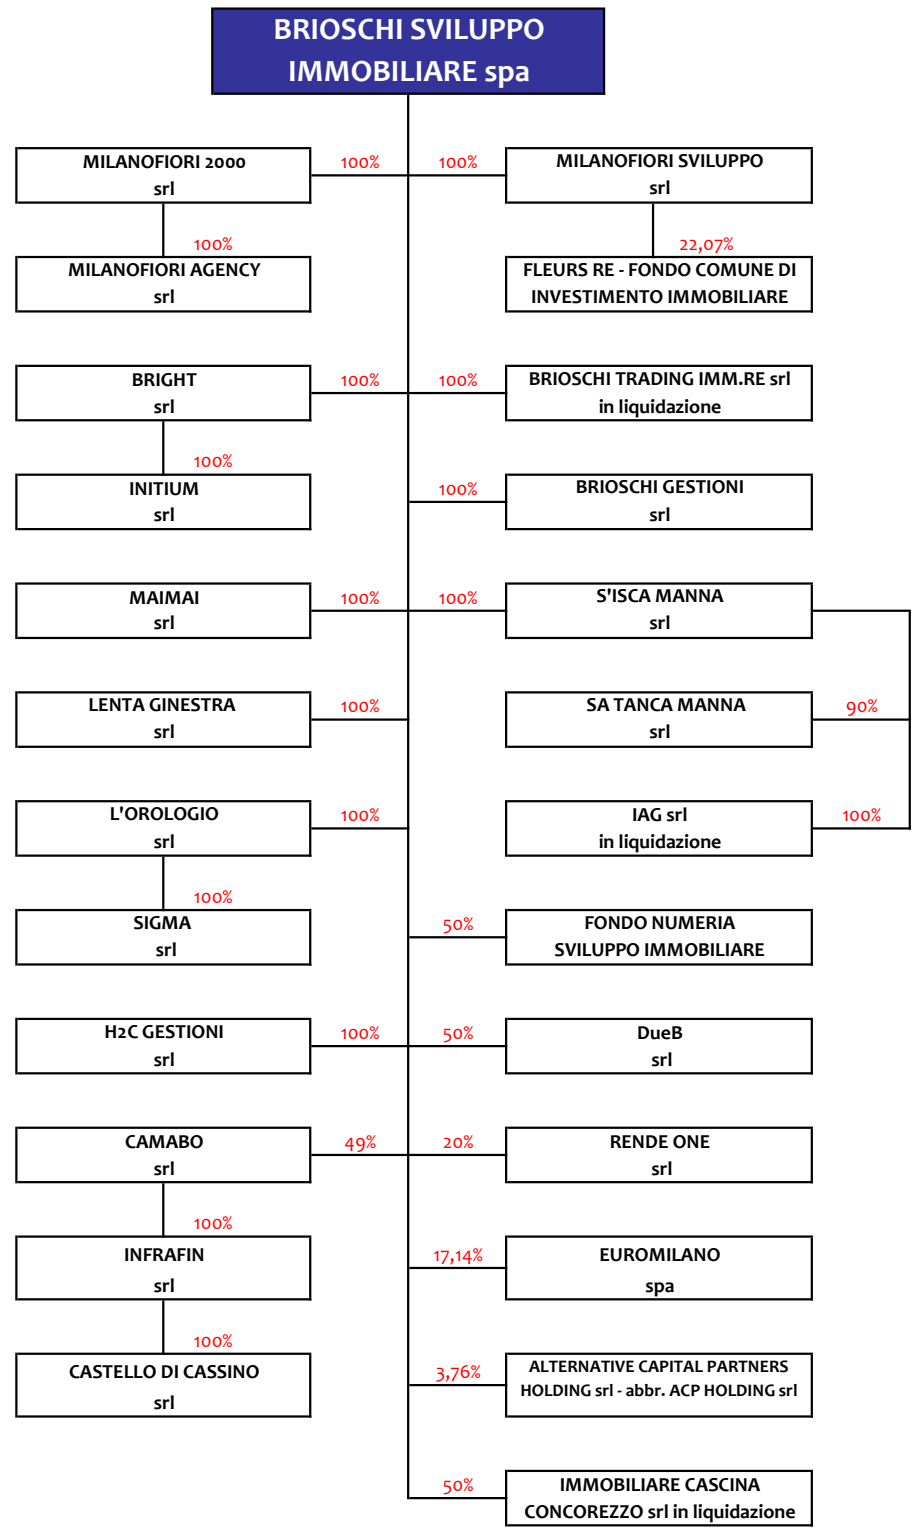 BRIOSCHI SVILUPPO
IMMOBILIARE spa
MILANOFIORI 2000
srl
100%
100%
MILANOFIORI SVILUPPO
srl
100%
22,07%
MILANOFIORI AGENCY
srl
FLEURS RE - FONDO COMUNE DI
INVESTIMENTO IMMOBILIARE
BRIGHT
srl
100%
100%
BRIOSCHI TRADING IMM.RE srl
in liquidazione
100%
INITIUM
srl
100%
BRIOSCHI GESTIONI
srl
MAIMAI
srl
100%
100%
S'ISCA MANNA
srl
LENTA GINESTRA
srl
100%
SA TANCA MANNA
srl
90%
L'OROLOGIO
srl
100%
IAG srl
in liquidazione
100%
100%
SIGMA
srl
50%
FONDO NUMERIA
SVILUPPO IMMOBILIARE
H2C GESTIONI
srl
100%
50%
DueB
srl
CAMABO
srl
49%
20%
RENDE ONE
srl
100%
INFRAFIN
srl
17,14%
EUROMILANO
spa
100%
CASTELLO DI CASSINO
srl
3,76%
ALTERNATIVE CAPITAL PARTNERS
HOLDING srl - abbr. ACP HOLDING srl
50%
IMMOBILIARE CASCINA
CONCOREZZO srl in liquidazione